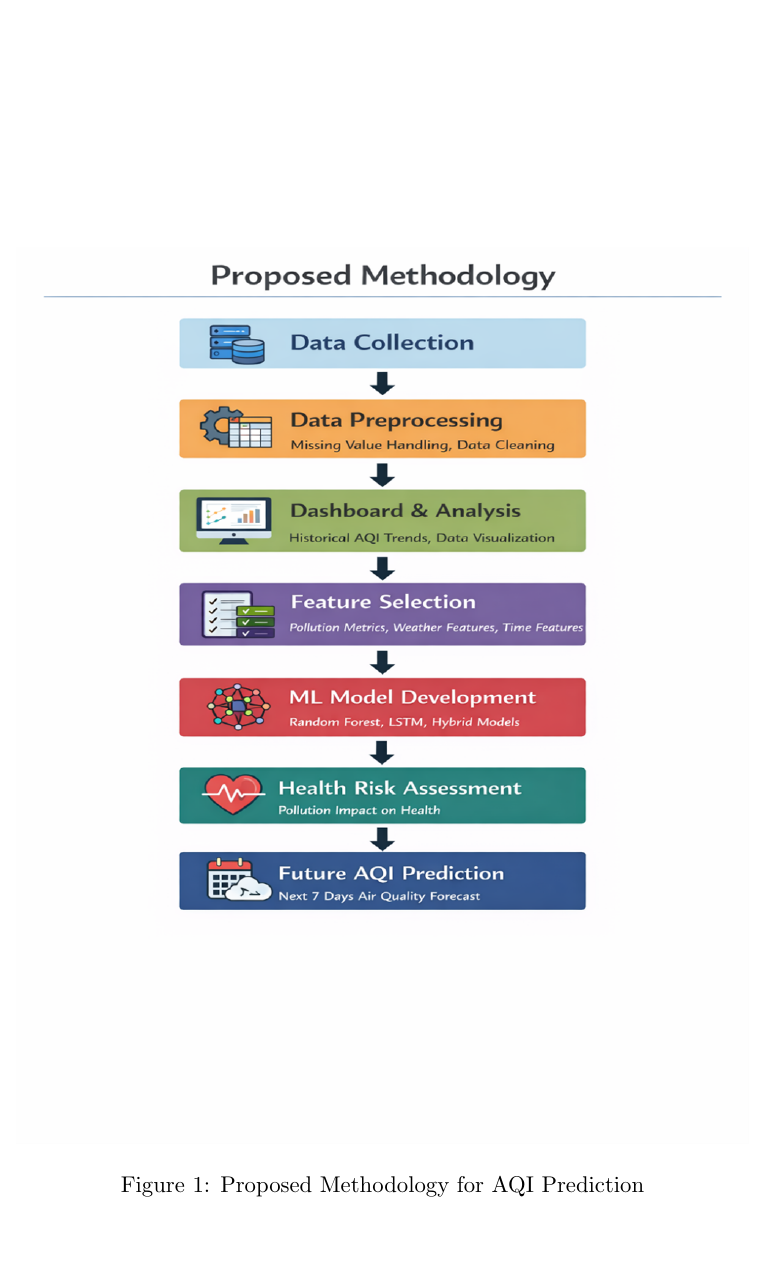 Proposed Methodology
Data Collection
Data Preprocessing
Missing Value Handling, Data Cleaning
Dashboard & Analysis
Historical AQI Trends, Data Visualization
Feature Selection
Pollution Metrics, Weather Features, Time Features
ML Model Development
Random Forest, LSTM, Hybrid Models
Health Risk Assessment
Pollution Impact on Health
Future AQI Prediction
Next 7 Days Air Quality Forecast
Figure 1: Proposed Methodology for AQI Prediction